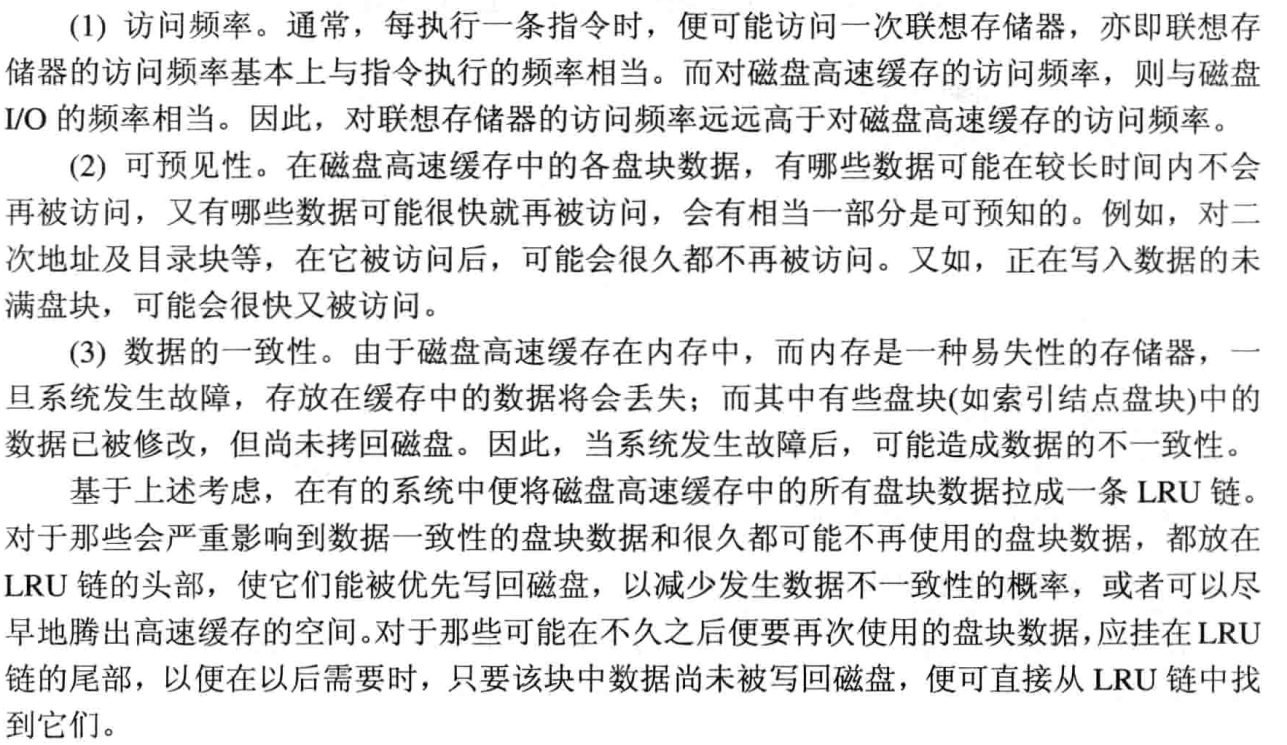 (1) 访问频率。通常，每执行一条指令时，便可能访问一次联想存储器，亦即联想存
储器的访问频率基本上与指令执行的频率相当。而对磁盘高速缓存的访问频率，则与磁盘
I/O 的频率相当。因此，对联想存储器的访问频率远远高于对磁盘高速缓存的访问频率。
(2) 可预见性。在磁盘高速缓存中的各盘块数据，有哪些数据可能在较长时间内不会
再被访问，又有哪些数据可能很快就再被访问，会有相当一部分是可预知的。例如，对二
次地址及目录块等，在它被访问后，可能会很久都不再被访问。又如，正在写入数据的未
满盘块，可能会很快又被访问。
(3) 数据的一致性。由于磁盘高速缓存在内存中，而内存是一种易失性的存储器，一
旦系统发生故障，存放在缓存中的数据将会丢失；而其中有些盘块(如索引结点盘块)中的
数据已被修改，但尚未拷回磁盘。因此，当系统发生故障后，可能造成数据的不一致性。
基于上述考虑，在有的系统中便将磁盘高速缓存中的所有盘块数据拉成一条 LRU 链。
对于那些会严重影响到数据一致性的盘块数据和很久都可能不再使用的盘块数据，都放在
LRU 链的头部，使它们能被优先写回磁盘，以减少发生数据不一致性的概率，或者可以尽
早地腾出高速缓存的空间。对于那些可能在不久之后便要再次使用的盘块数据，应挂在 LRU
链的尾部，以便在以后需要时，只要该块中数据尚未被写回磁盘，便可直接从 LRU 链中找
到它们。